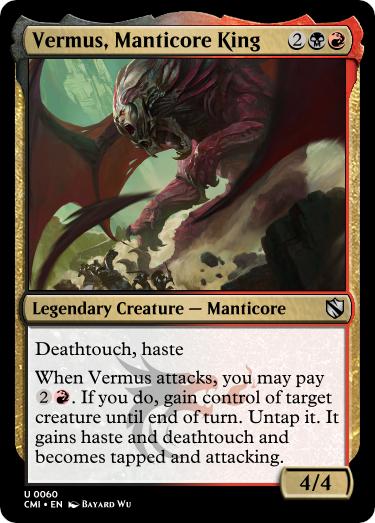 Vermus, Manticore King 2
Legendary Creature — Manticore
Deathtouch, haste
When Vermus attacks, you may pay
2 . If you do, gain control of target
creature until end of turn. Untap it. It
gains haste and deathtouch and
becomes tapped and attacking.
4/4
U 0060
CMI • EN Bayard Wu